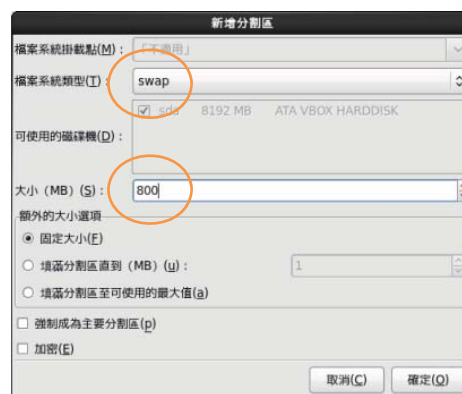 新增分割區
檔案系統掛載點(M)：「不適用」
檔案系統類型(T)：swap
sda 8192 MB ATA VBOX HARDDISK
可使用的磁碟機(D)：
大小（MB）(S)：800
額外的大小選項
固定大小(F)
填滿分割區直到（MB）(u)：1
填滿分割區至可使用的最大值(a)
強制成為主要分割區(p)
加密(E)
取消(C) 確定(O)